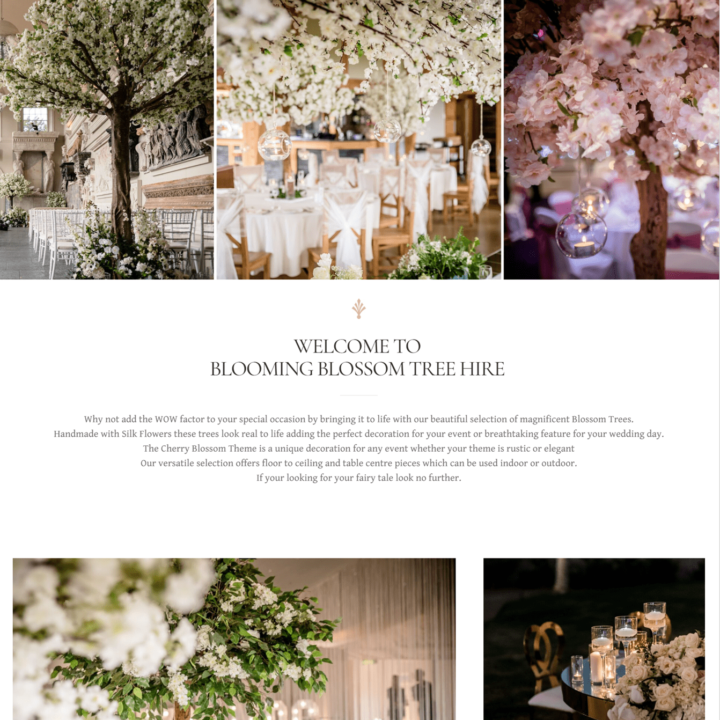 WELCOME TO
BLOOMING BLOSSOM TREE HIRE
Why not add the WOW factor to your special occasion by bringing it to life with our beautiful selection of magnificent Blossom Trees.
Handmade with Silk Flowers these trees look real to life adding the perfect decoration for your event or breathtaking feature for your wedding day.
The Cherry Blossom Theme is a unique decoration for any event whether your theme is rustic or elegant
Our versatile selection offers floor to ceiling and table centre pieces which can be used indoor or outdoor.
If your looking for your fairy tale look no further.